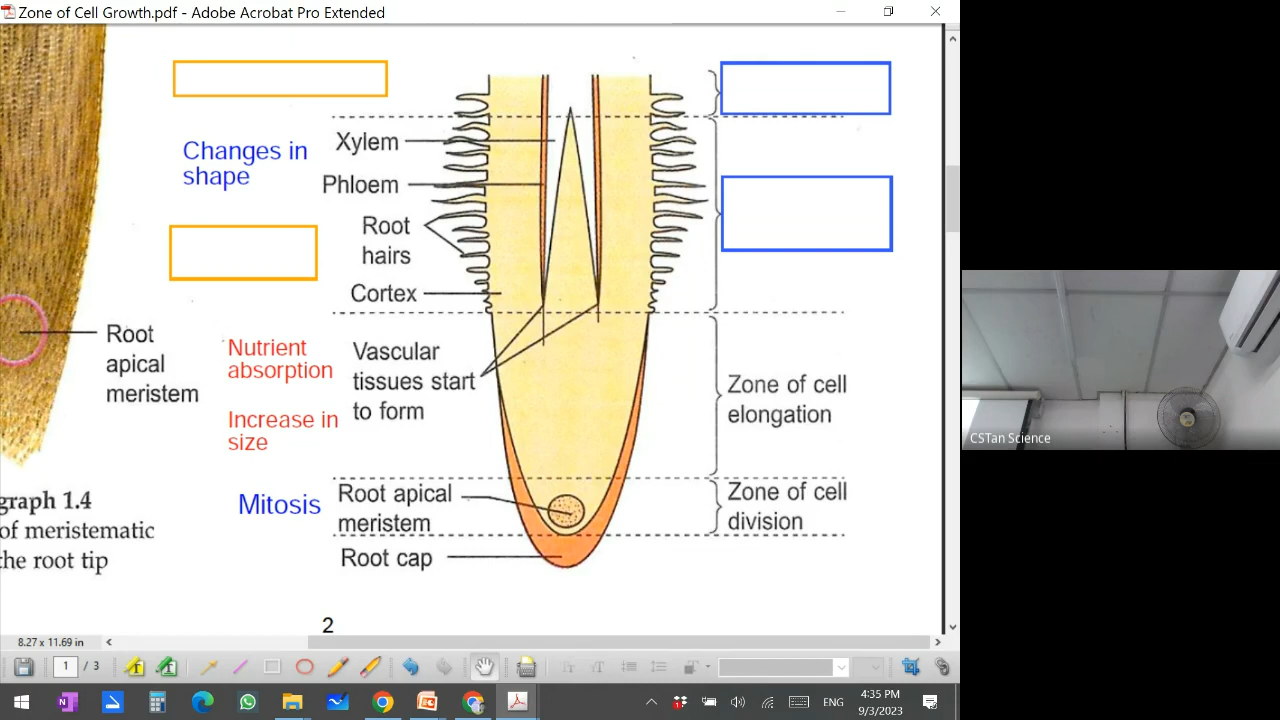 Zone of Cell Growth.pdf - Adobe Acrobat Pro Extended
Changes in
shape
Xylem
Phloem
Root
hairs
Cortex
Root
apical
meristem
Nutrient
absorption
Vascular
tissues start
to form
Increase in
size
Zone of cell
elongation
Mitosis
Root apical
meristem
Zone of cell
division
Root cap
graph 1.4
of meristematic
the root tip
2
CSTan Science
8.27 x 11.69 in
1 / 3
ENG
4:35 PM
9/3/2023